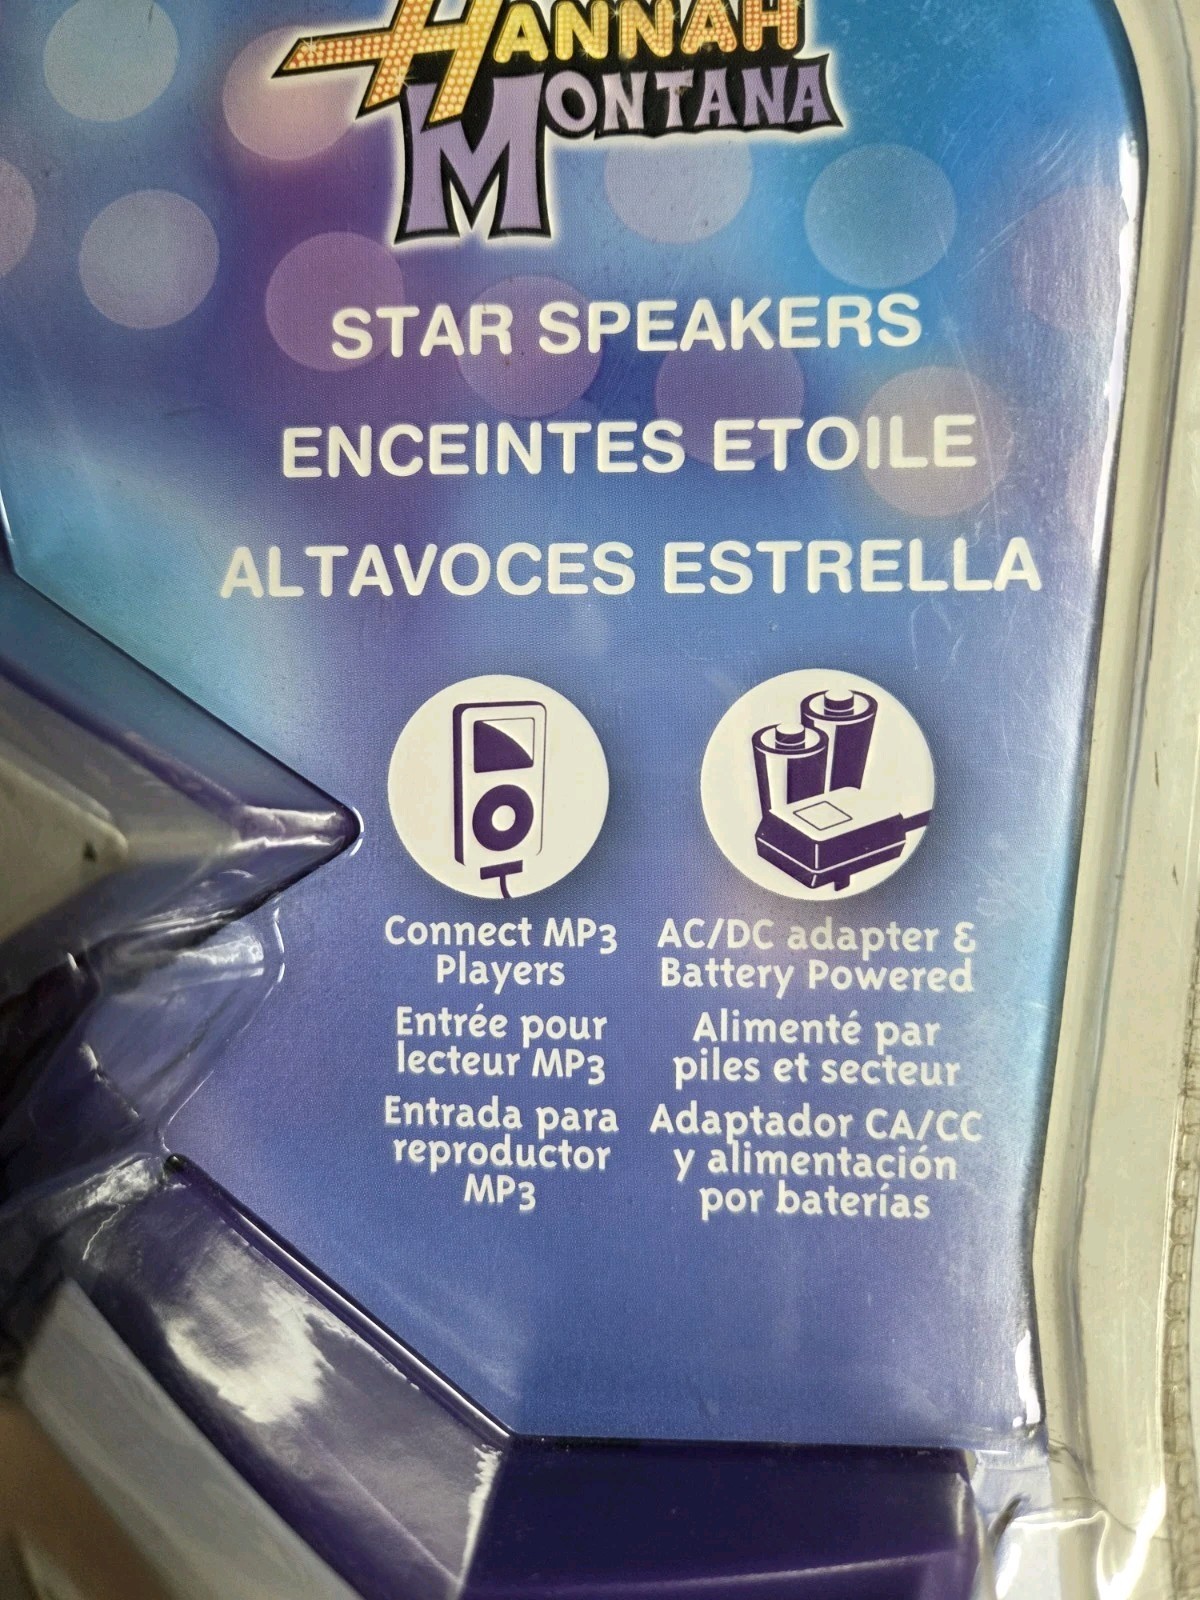 HANNAH
MONTANA
STAR SPEAKERS
ENCEINTES ETOILE
ALTAVOCES ESTRELLA
Connect MP3
Players
Entrée pour
lecteur MP3
Entrada para
reproductor
MP3
AC/DC adapter &
Battery Powered
Alimenté par
piles et secteur
Adaptador CA/CC
y alimentación
por baterías